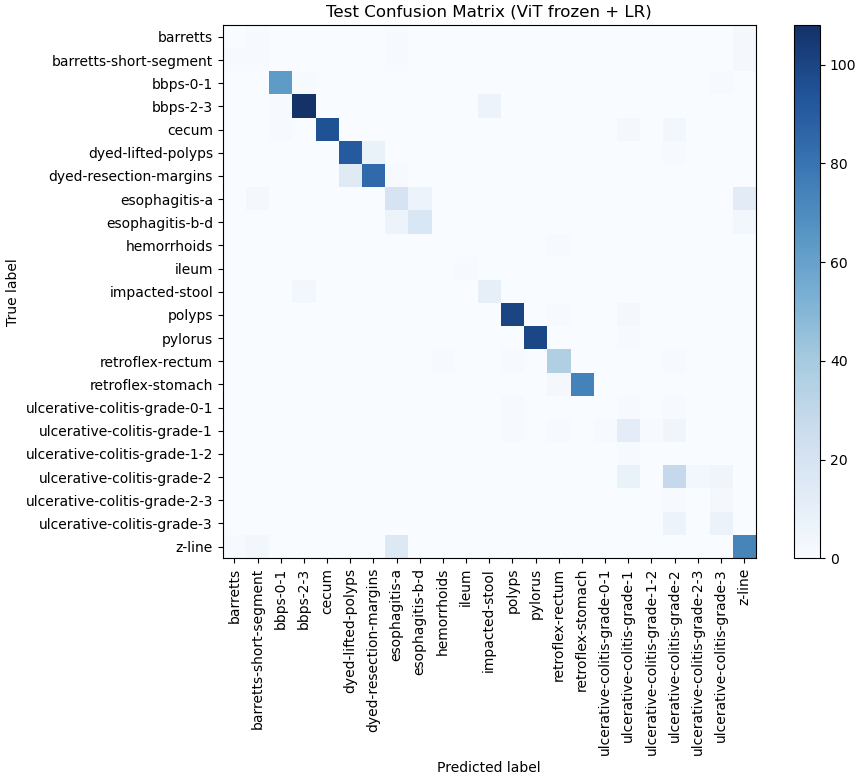 Test Confusion Matrix (ViT frozen + LR)
True label
barretts
barretts-short-segment
bbps-0-1
bbps-2-3
cecum
dyed-lifted-polyps
dyed-resection-margins
esophagitis-a
esophagitis-b-d
hemorrhoids
ileum
impacted-stool
polyps
pylorus
retroflex-rectum
retroflex-stomach
ulcerative-colitis-grade-0-1
ulcerative-colitis-grade-1
ulcerative-colitis-grade-1-2
ulcerative-colitis-grade-2
ulcerative-colitis-grade-2-3
ulcerative-colitis-grade-3
z-line
barretts
barretts-short-segment
bbps-0-1
bbps-2-3
cecum
dyed-lifted-polyps
dyed-resection-margins
esophagitis-a
esophagitis-b-d
hemorrhoids
ileum
impacted-stool
polyps
pylorus
retroflex-rectum
retroflex-stomach
ulcerative-colitis-grade-0-1
ulcerative-colitis-grade-1
ulcerative-colitis-grade-1-2
ulcerative-colitis-grade-2
ulcerative-colitis-grade-2-3
ulcerative-colitis-grade-3
z-line
Predicted label
100
80
60
40
20
0